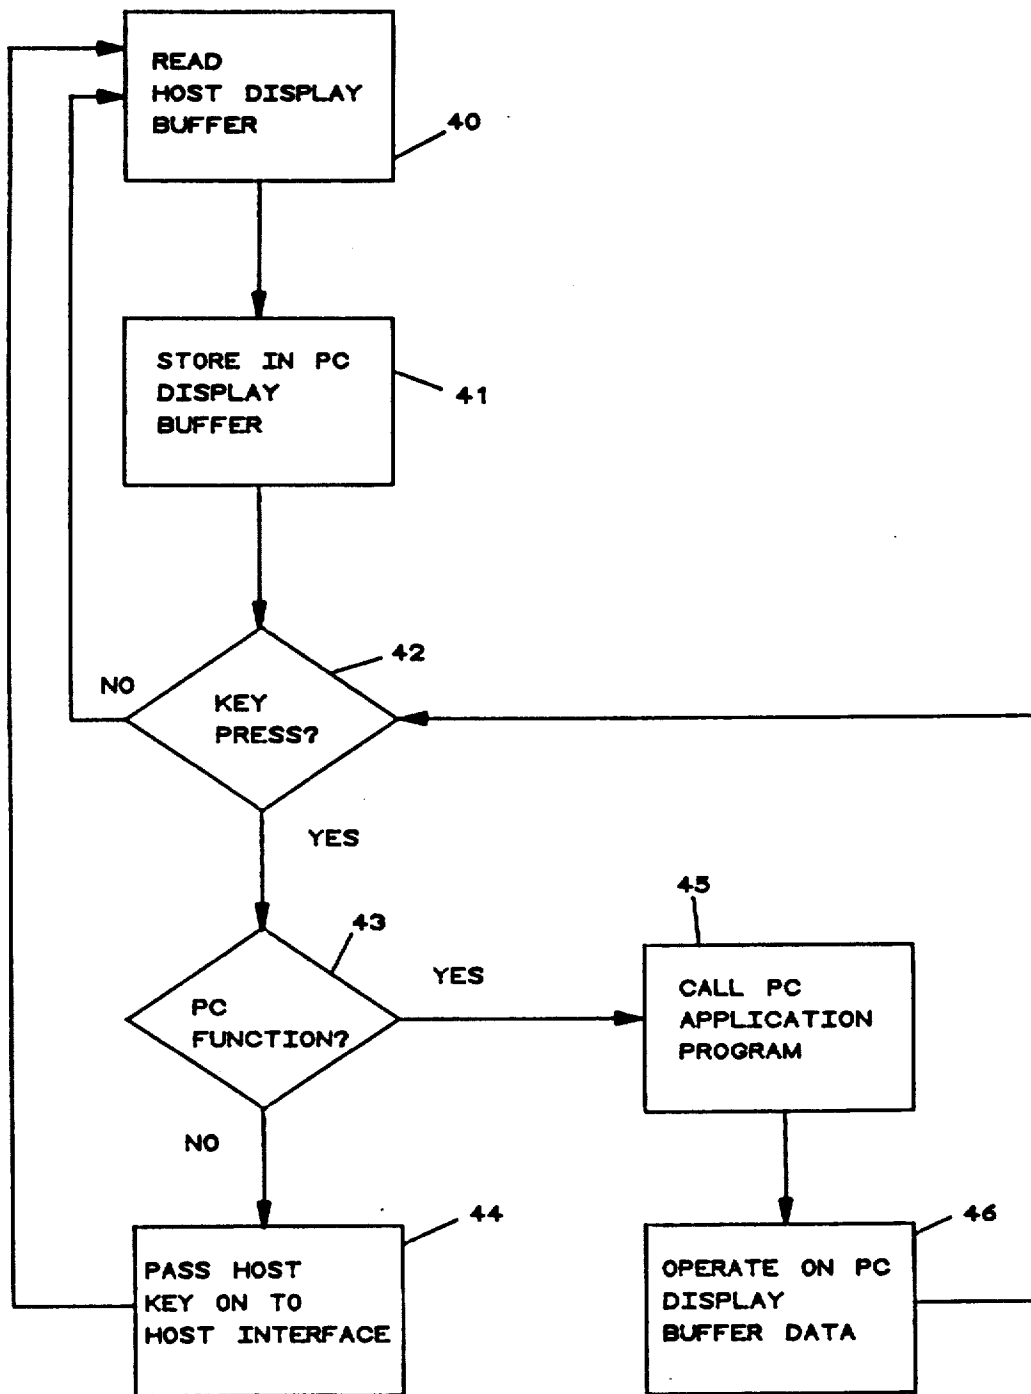 READ
HOST DISPLAY
BUFFER
40
STORE IN PC
DISPLAY
BUFFER
41
42
NO
KEY
PRESS?
YES
43
PC
FUNCTION?
YES
45
CALL PC
APPLICATION
PROGRAM
NO
44
PASS HOST
KEY ON TO
HOST INTERFACE
46
OPERATE ON PC
DISPLAY
BUFFER DATA